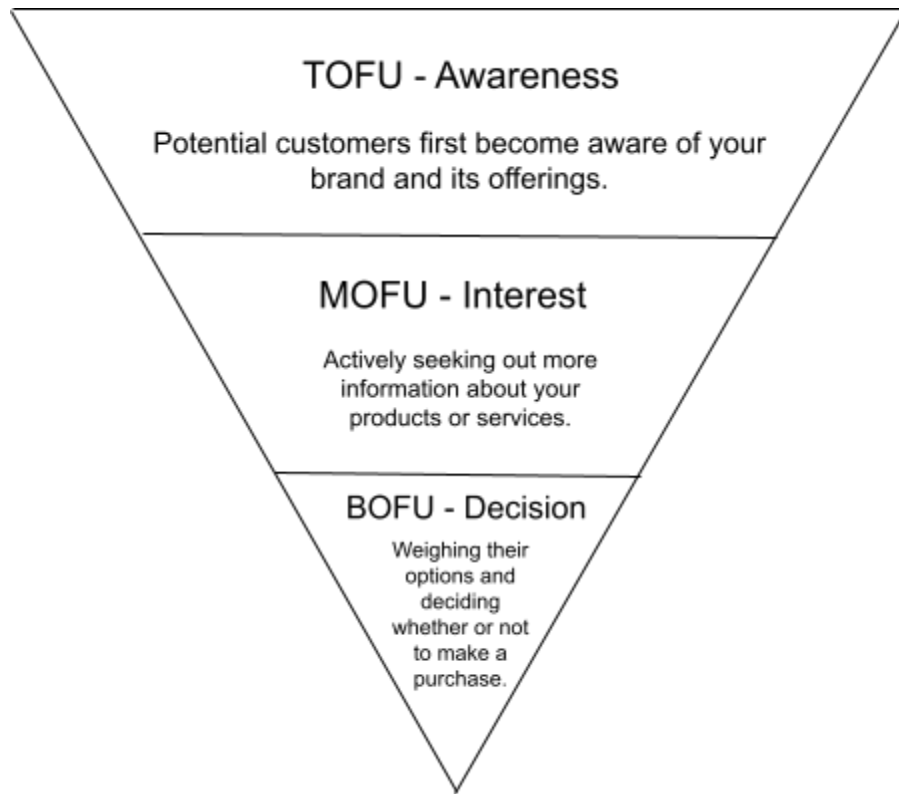 TOFU - Awareness
Potential customers first become aware of your
brand and its offerings.
MOFU - Interest
Actively seeking out more
information about your
products or services.
BOFU - Decision
Weighing their
options and
deciding
whether or not
to make a
purchase.